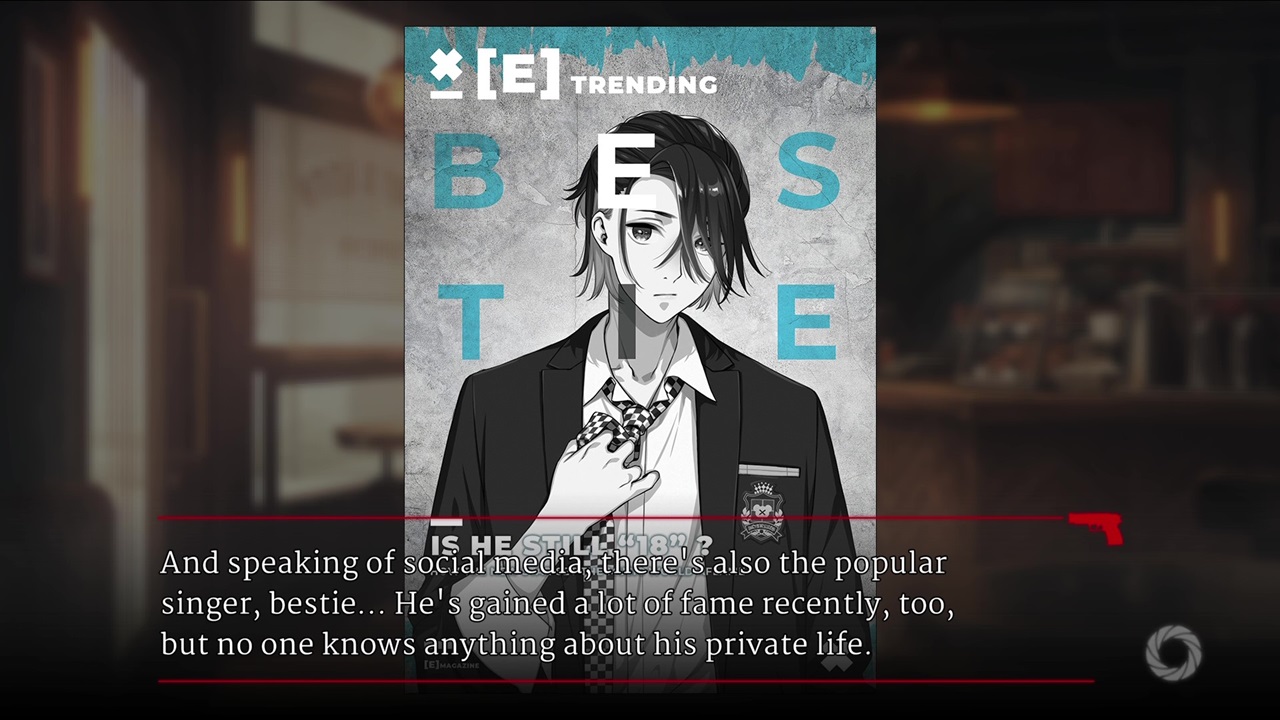 [E] TRENDING
B E S
T I E
IS HE STILL “18” ?
And speaking of social media, there's also the popular
singer, bestie... He's gained a lot of fame recently, too,
but no one knows anything about his private life.
[E]MAGAZINE